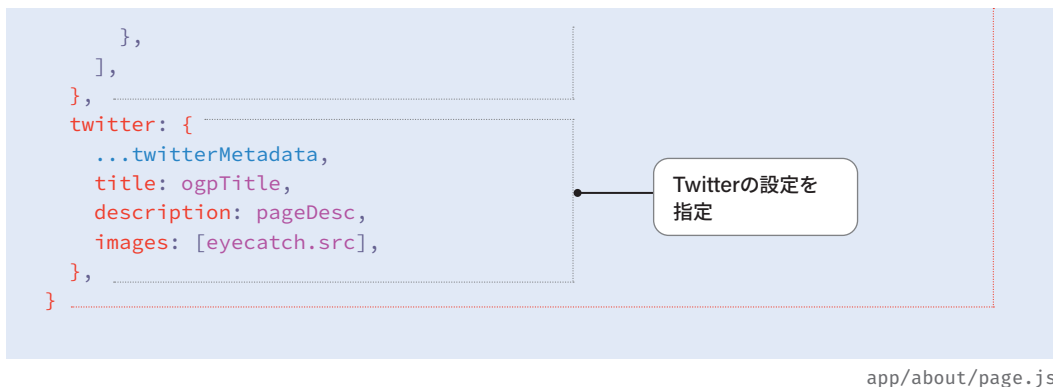 },
    ],
  },
  twitter: {
    ...twitterMetadata,
    title: ogpTitle,
    description: pageDesc,
    images: [eyecatch.src],
  },
}
Twitterの設定を
指定
app/about/page.js